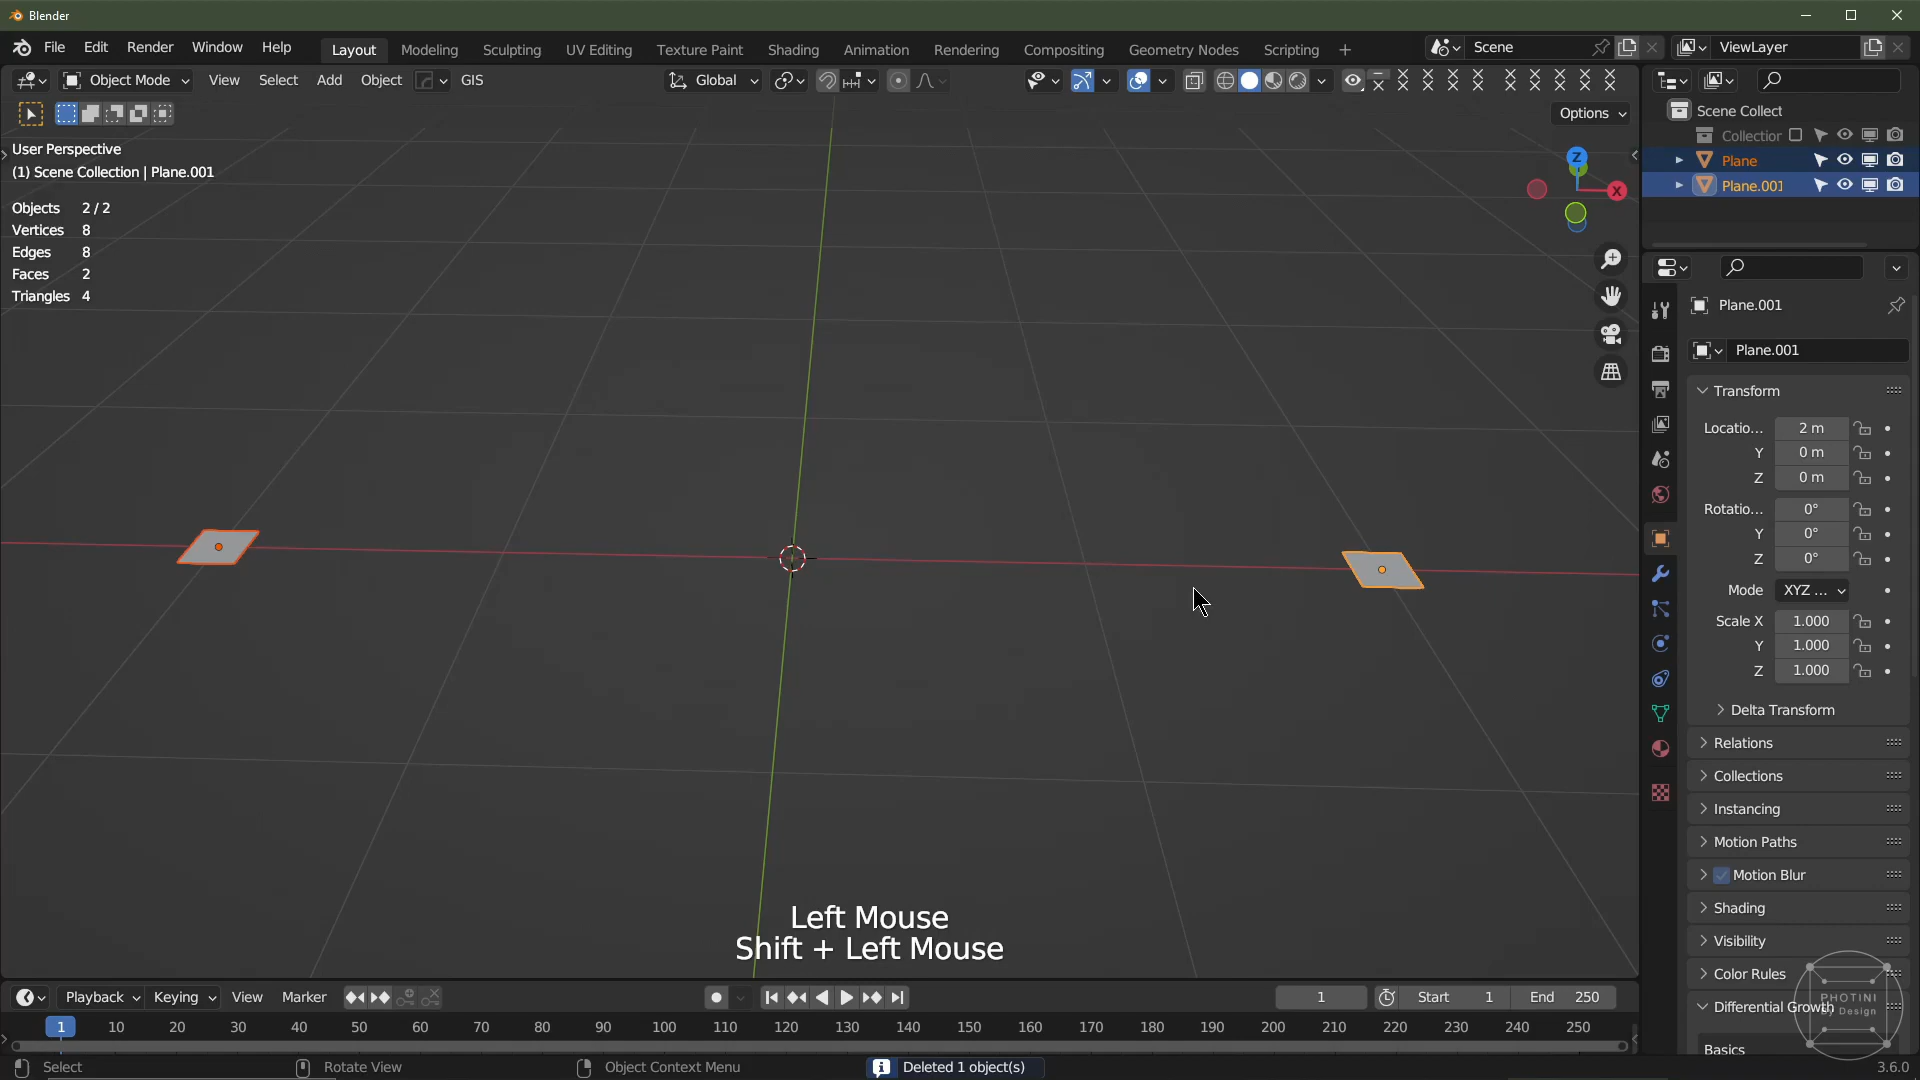 Blender
File Edit Render Window Help Layout Modeling Sculpting UV Editing Texture Paint Shading Animation Rendering Compositing Geometry Nodes Scripting + Scene ViewLayer
Object Mode View Select Add Object GIS Global
Options
User Perspective
(1) Scene Collection | Plane.001
Objects 2 / 2
Vertices 8
Edges 8
Faces 2
Triangles 4
Z
X
Scene Collect
Collection
Plane
Plane.001
Plane.001
Plane.001
Transform
Locatio... 2 m
Y 0 m
Z 0 m
Rotatio... 0°
Y 0°
Z 0°
Mode XYZ ...
Scale X 1.000
Y 1.000
Z 1.000
Delta Transform
Relations
Collections
Instancing
Motion Paths
Motion Blur
Shading
Visibility
Color Rules
Differential Growth
Basics
PHOTINI
By Design
Left Mouse
Shift + Left Mouse
Playback Keying View Marker 1 Start 1 End 250
1 10 20 30 40 50 60 70 80 90 100 110 120 130 140 150 160 170 180 190 200 210 220 230 240 250
Select Rotate View Object Context Menu Deleted 1 object(s) 3.6.0